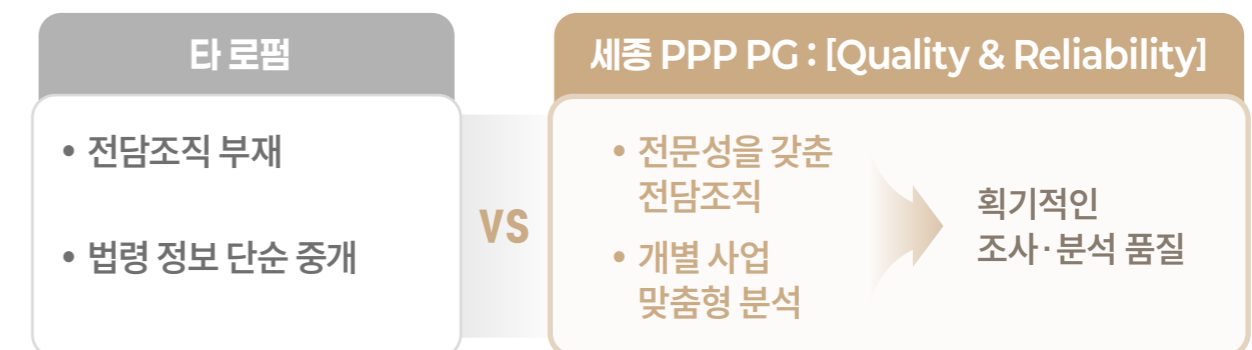 타 로펌
• 전담조직 부재
• 법령 정보 단순 중개
VS
세종 PPP PG : [Quality & Reliability]
• 전문성을 갖춘
전담조직
• 개별 사업
맞춤형 분석
획기적인
조사·분석 품질